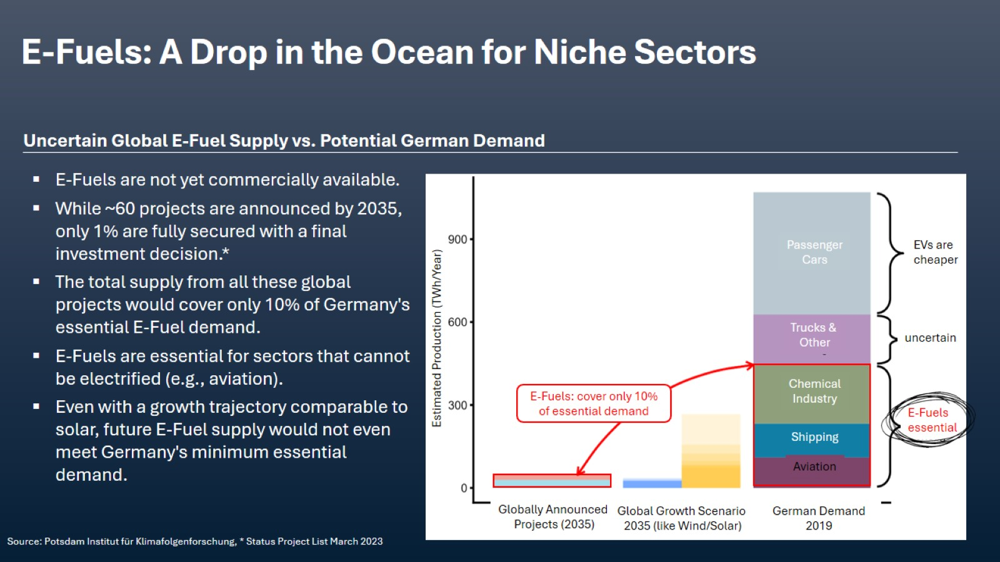 E-Fuels: A Drop in the Ocean for Niche Sectors
Uncertain Global E-Fuel Supply vs. Potential German Demand
▪ E-Fuels are not yet commercially available.
▪ While ~60 projects are announced by 2035,
only 1% are fully secured with a final
investment decision.*
▪ The total supply from all these global
projects would cover only 10% of Germany's
essential E-Fuel demand.
▪ E-Fuels are essential for sectors that cannot
be electrified (e.g., aviation).
▪ Even with a growth trajectory comparable to
solar, future E-Fuel supply would not even
meet Germany's minimum essential
demand.
Estimated Production (TWh/Year)
900
600
300
0
E-Fuels: cover only 10%
of essential demand
Passenger
Cars
Trucks &
Other
-
Chemical
Industry
Shipping
Aviation
EVs are
cheaper
uncertain
E-Fuels
essential
Globally Announced
Projects (2035)
Global Growth Scenario
2035 (like Wind/Solar)
German Demand
2019
Source: Potsdam Institut für Klimafolgenforschung, * Status Project List March 2023